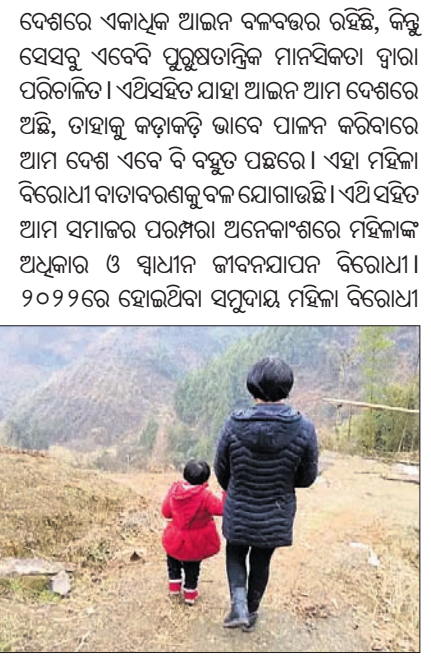 ଦେଶରେ ଏକାଧିକ ଆଇନ ବଳବତ୍ତର ରହିଛି, କିନ୍ତୁ
ସେସବୁ ଏବେବି ପୁରୁଷତାନ୍ତ୍ରିକ ମାନସିକତା ଦ୍ୱାରା
ପରିଚାଳିତ । ଏଥିସହିତ ଯାହା ଆଇନ ଆମ ଦେଶରେ
ଅଛି, ତାହାକୁ କଡ଼ାକଡ଼ି ଭାବେ ପାଳନ କରିବାରେ
ଆମ ଦେଶ ଏବେ ବି ବହୁତ ପଛରେ । ଏହା ମହିଳା
ବିରୋଧୀ ବାତାବରଣକୁ ବଳ ଯୋଗାଉଛି । ଏଥି ସହିତ
ଆମ ସମାଜର ପରମ୍ପରା ଅନେକାଂଶରେ ମହିଳାଙ୍କ
ଅଧିକାର ଓ ସ୍ୱାଧୀନ ଜୀବନଯାପନ ବିରୋଧୀ ।
୨୦୨୨ରେ ହୋଇଥିବା ସମୁଦାୟ ମହିଳା ବିରୋଧୀ